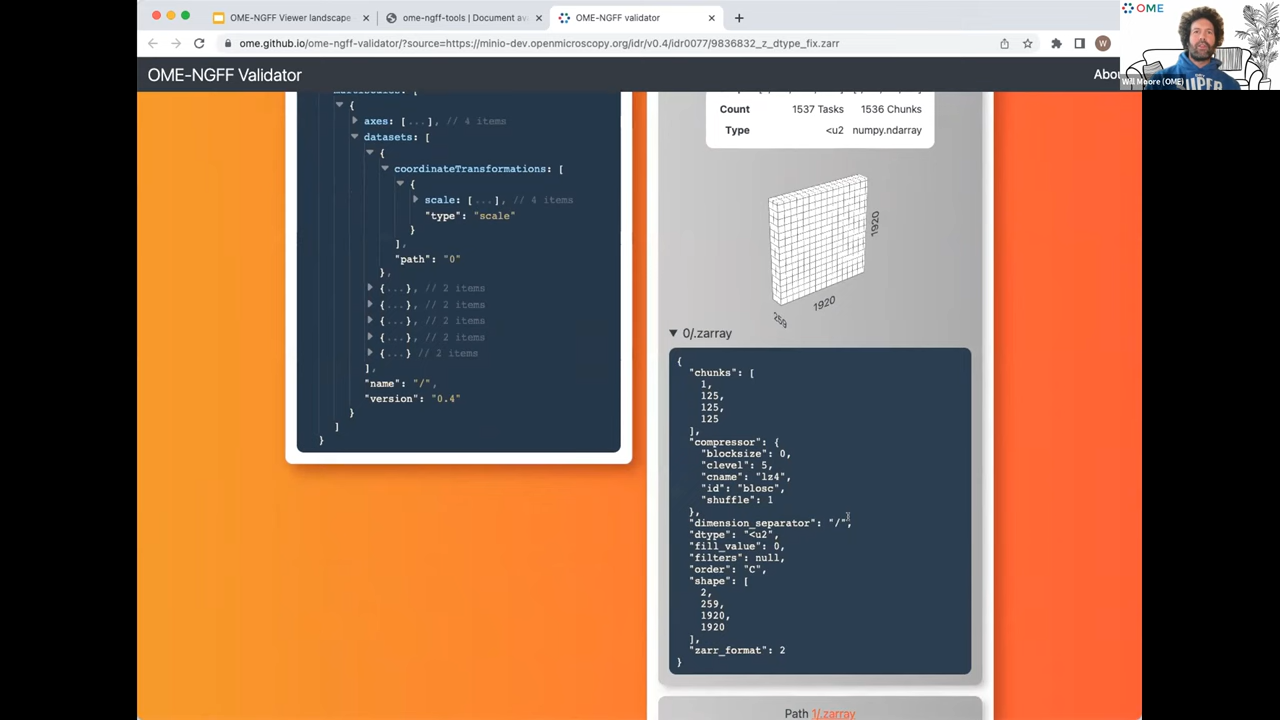 OME-NGFF Viewer landscape
ome-ngff-tools | Document av
OME-NGFF validator
OME
ome.github.io/ome-ngff-validator/?source=https://minio-dev.openmicroscopy.org/idr/v0.4/idr0077/9836832_z_dtype_fix.zarr
W
OME-NGFF Validator
Abou
Will Moore (OME)
SUPER
{
axes: [...], // 4 items
datasets: [
{
coordinateTransformations: [
{
scale: [...], // 4 items
"type": "scale"
}
],
"path": "0"
},
{...}, // 2 items
{...}, // 2 items
{...}, // 2 items
{...}, // 2 items
{...} // 2 items
],
"name": "/",
"version": "0.4"
}
]
}
Count 1537 Tasks 1536 Chunks
Type <u2 numpy.ndarray
1920
1920
259
0/.zarray
{
"chunks": [
1,
125,
125,
125
],
"compressor": {
"blocksize": 0,
"clevel": 5,
"cname": "lz4",
"id": "blosc",
"shuffle": 1
},
"dimension_separator": "/",
"dtype": "<u2",
"fill_value": 0,
"filters": null,
"order": "C",
"shape": [
2,
259,
1920,
1920
],
"zarr_format": 2
}
Path 1/.zarray